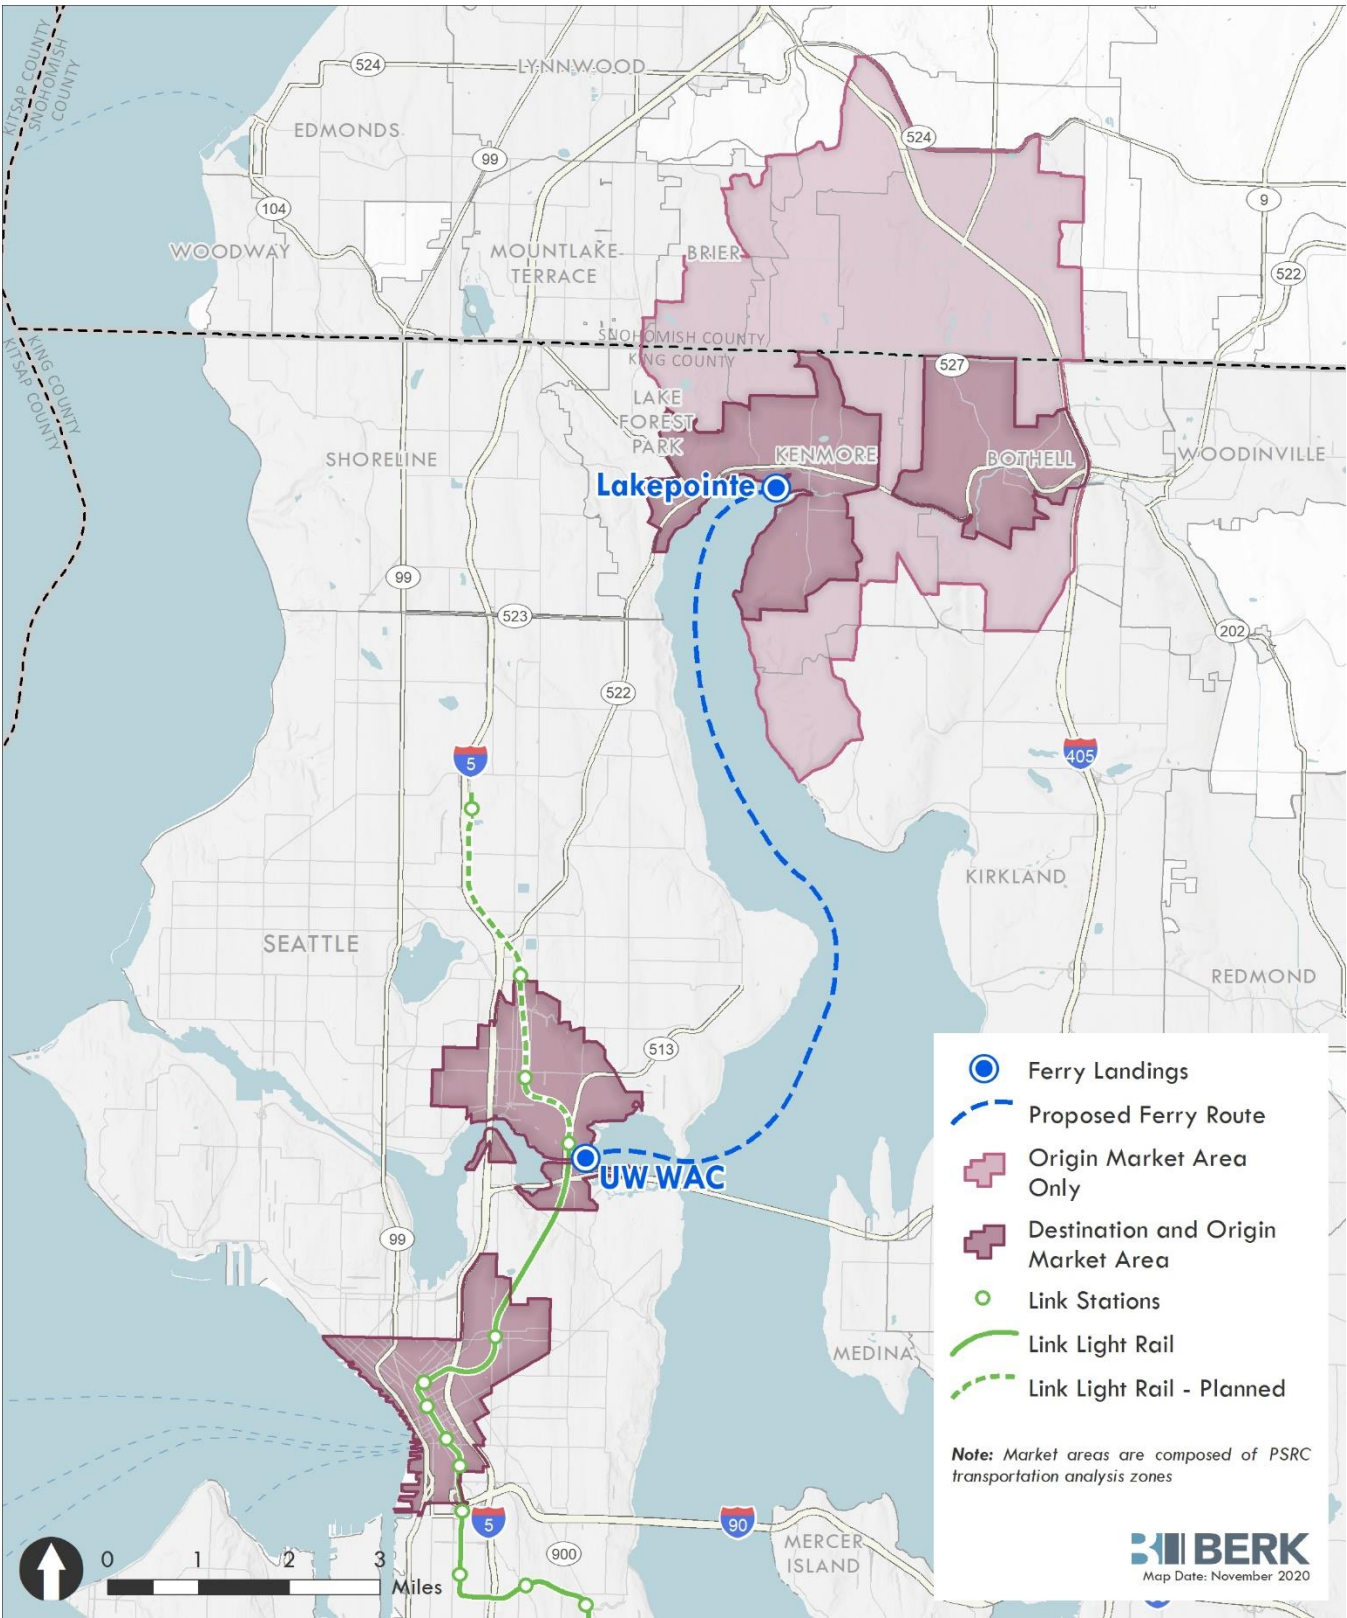 KITSAP COUNTY
SNOHOMISH
COUNTY
524
LYNNWOOD
EDMONDS
99
524
104
9
WOODWAY
MOUNTLAKE
TERRACE
BRIER
522
SNOHOMISH COUNTY
KING COUNTY
KING COUNTY
KITSAP COUNTY
527
LAKE
FOREST
PARK
SHORELINE
KENMORE
BOTHELL
WOODINVILLE
Lakepointe
99
523
202
522
5
405
KIRKLAND
SEATTLE
REDMOND
513
UW WAC
99
MEDINA
5
90
900
MERCER
ISLAND
Ferry Landings
Proposed Ferry Route
Origin Market Area
Only
Destination and Origin
Market Area
Link Stations
Link Light Rail
Link Light Rail - Planned
Note: Market areas are composed of PSRC
transportation analysis zones
BERK
Map Date: November 2020
0 1 2 3
Miles